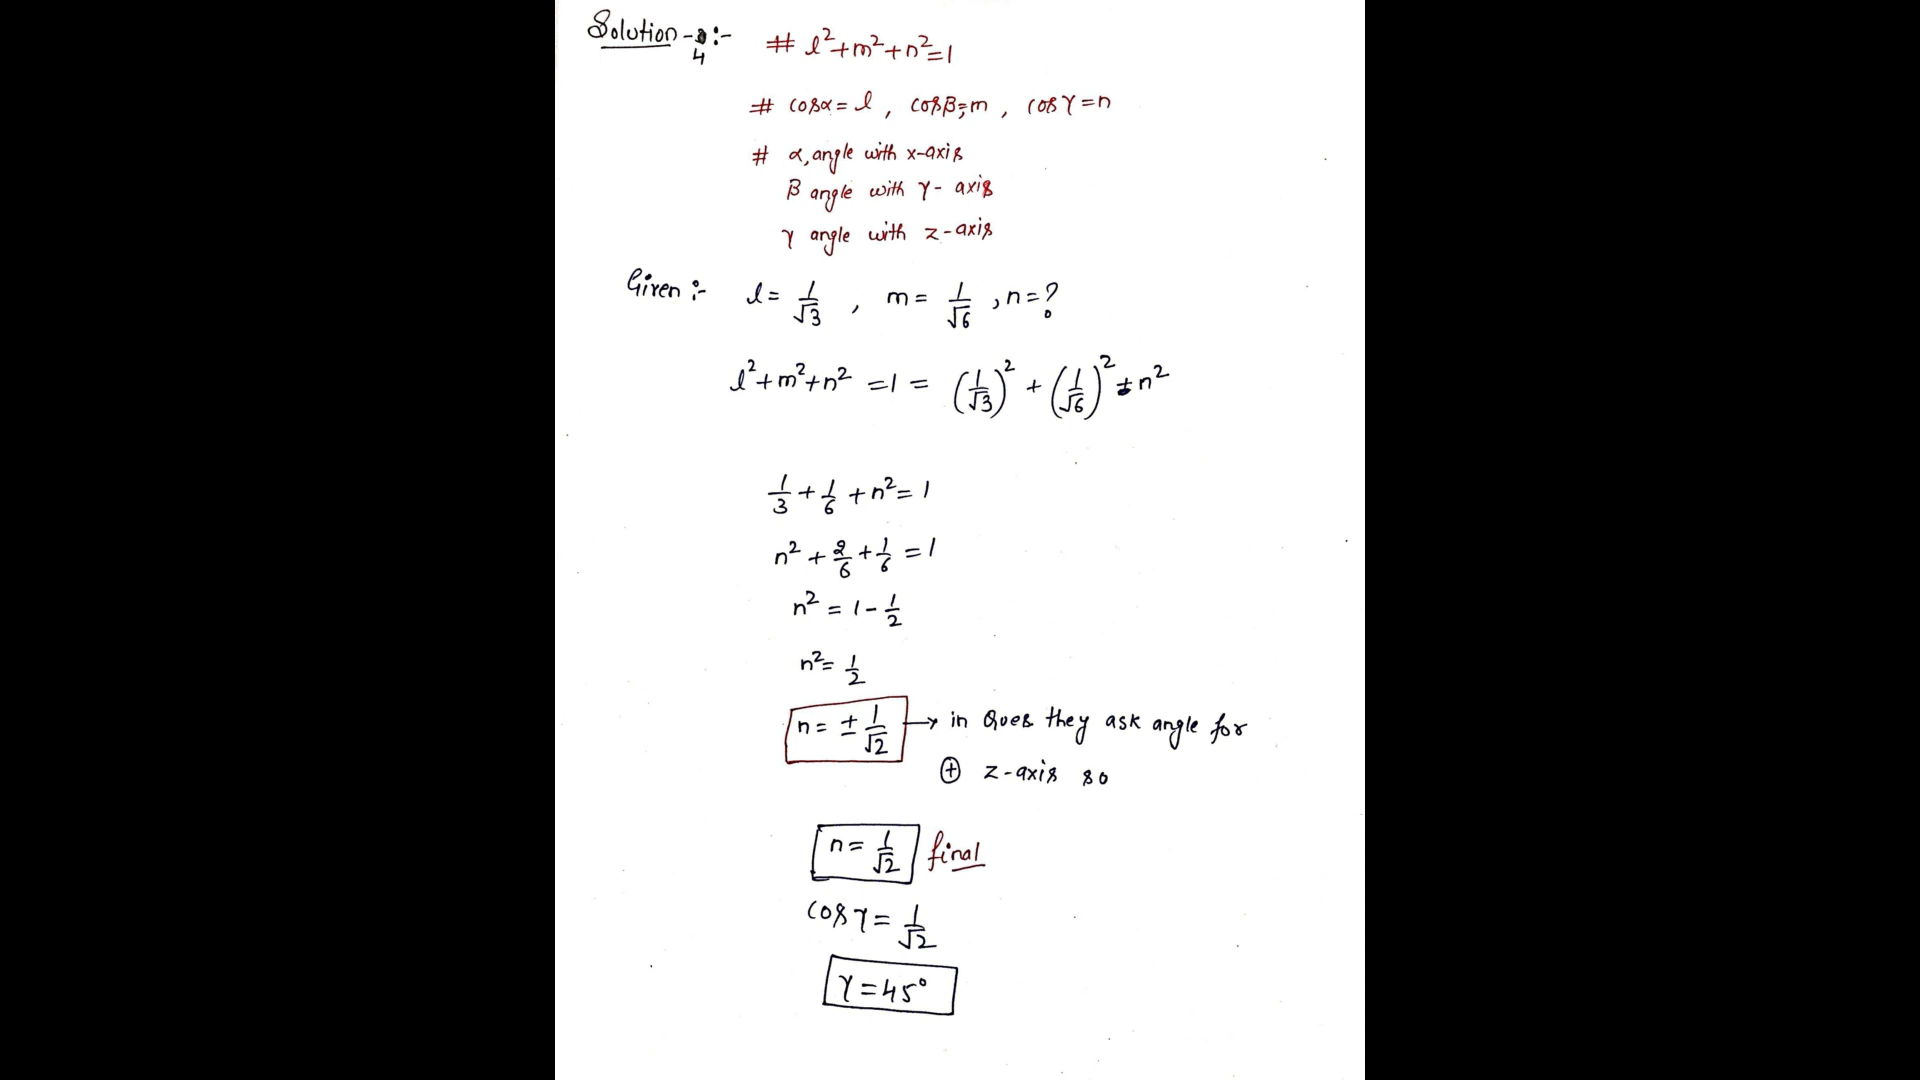 Solution-4:-
# l²+m²+n²=1
# cosα = l , cosβ=m , cosγ=n
# α, angle with x-axis
β angle with Y- axis
γ angle with z-axis
Given :- l = 1/√3 , m = 1/√6 , n = ?
l²+m²+n² =1 = (1/√3)² + (1/√6)² + n²
1/3 + 1/6 + n² = 1
n² + 2/6 + 1/6 = 1
n² = 1 - 1/2
n² = 1/2
n = ± 1/√2 → in Ques they ask angle for
⊕ z-axis so
n = 1/√2 final
cosγ = 1/√2
γ = 45°